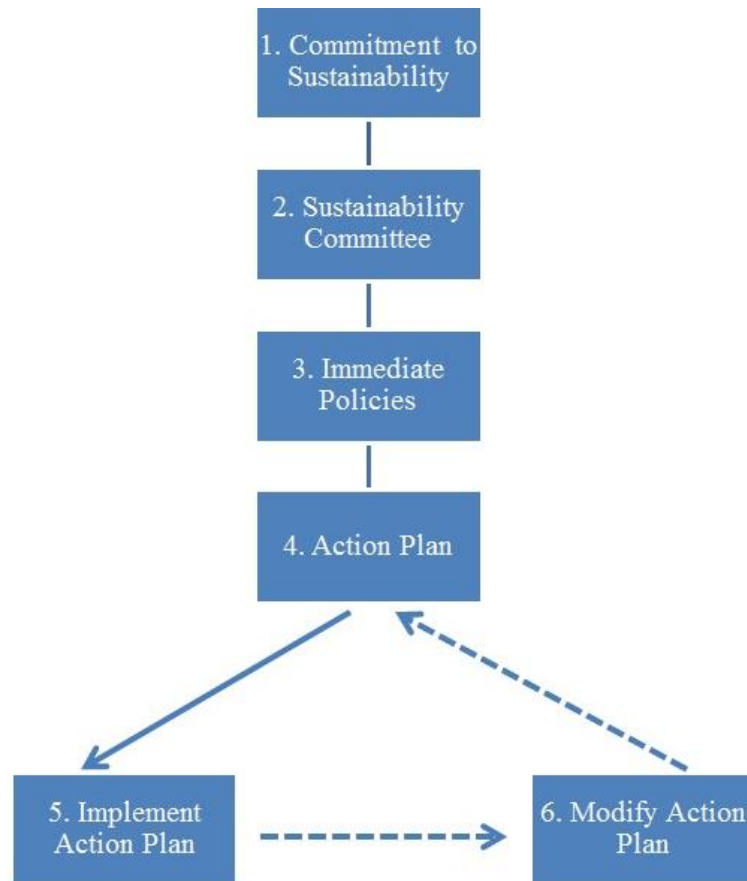 1. Commitment to
Sustainability
2. Sustainability
Committee
3. Immediate
Policies
4. Action Plan
5. Implement
Action Plan
6. Modify Action
Plan